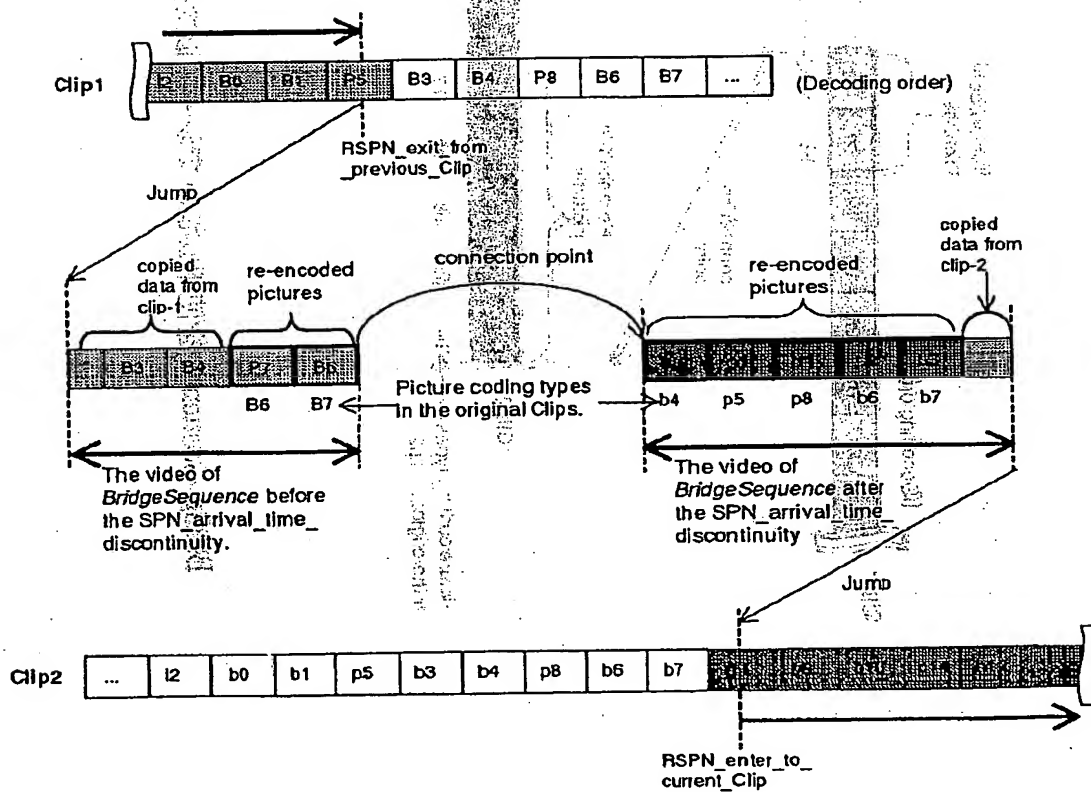 Clip1
I2 B0 B1 P5 B3 B4 P8 B6 B7 ...
(Decoding order)
RSPN_exit_from
_previous_Clip
Jump
copied
data from
clip-1
re-encoded
pictures
connection point
re-encoded
pictures
copied
data from
clip-2
B3 B4 P7 B6
B6 B7
Picture coding types
in the original Clips.
b4 p5 p8 b6 b7
The video of
BridgeSequence before
the SPN_arrival_time_
discontinuity.
The video of
BridgeSequence after
the SPN_arrival_time_
discontinuity
Jump
Clip2
... I2 b0 b1 p5 b3 b4 p8 b6 b7
RSPN_enter_to_
current_Clip